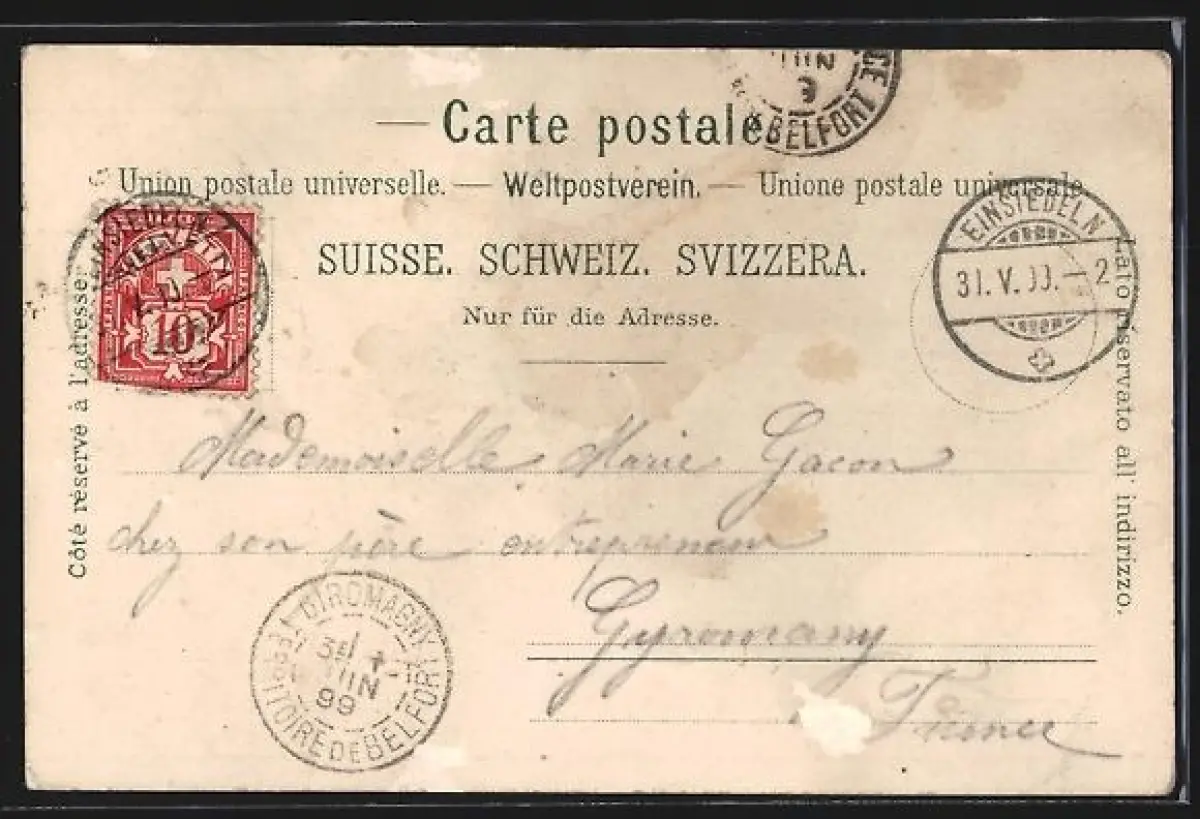 — Carte postale.
BELFORT
Union postale universelle. — Weltpostverein. — Unione postale universale.
SUISSE. SCHWEIZ. SVIZZERA.
Nur für die Adresse.
HELVETIA
10
EINSIEDELN
31. V. 99. – 2
Côté réservé à l'adresse.
Lato riservato all' indirizzo.
Mademoiselle Marie Gacon
chez son père entrepreneur
Gyromany
France
GIROMAGNY
JUIN
99
TERRITOIRE DE BELFORT